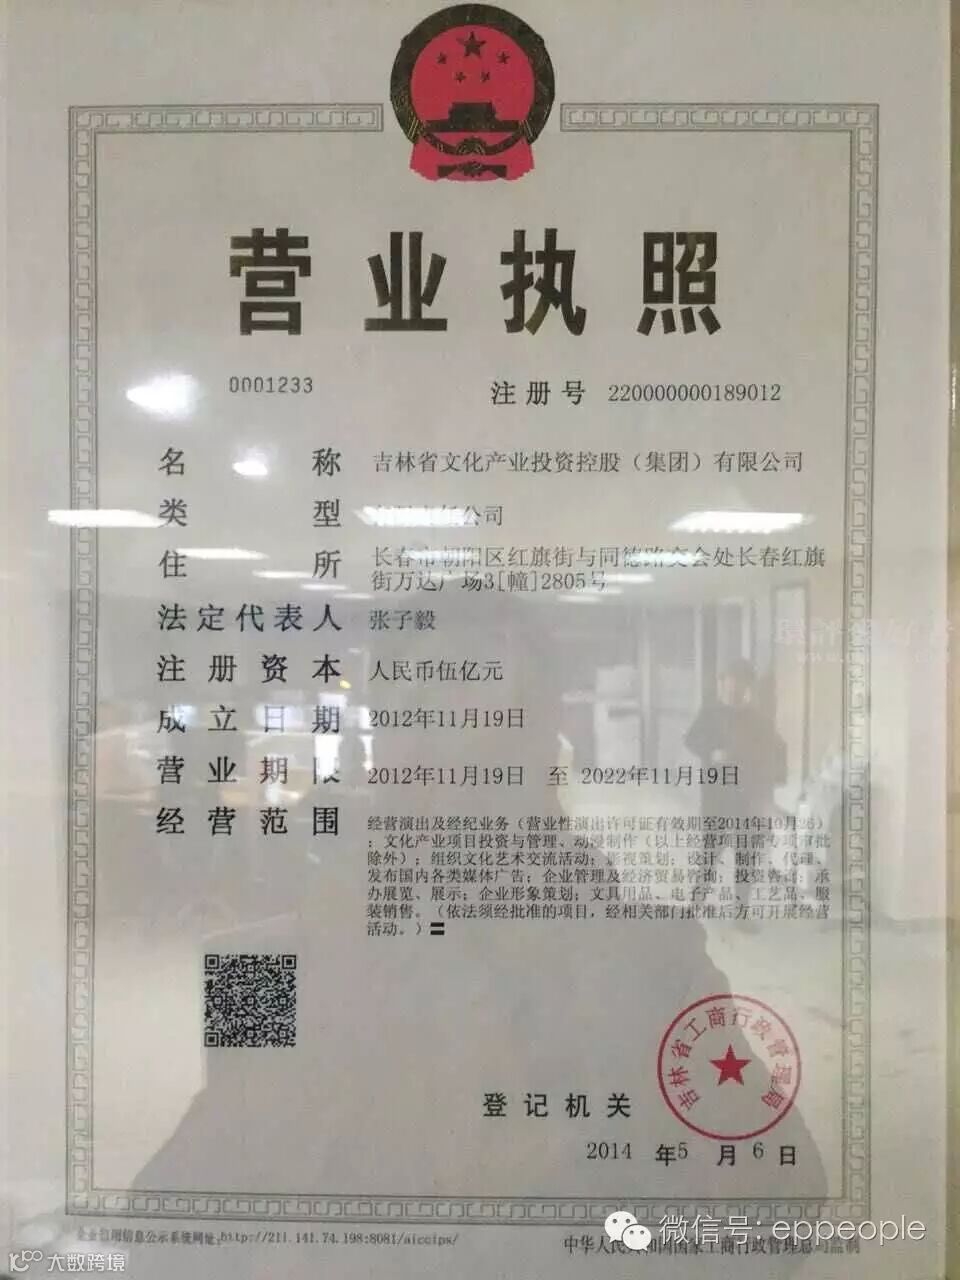 营业执照
0001233
注册号 220000000189012
名称 吉林省文化产业投资控股（集团）有限公司
类型 有限责任公司
住所 长春市朝阳区红旗街与同德路交会处长春红旗
街万达广场3[幢]2805号
法定代表人 张子毅
注册资本 人民币伍亿元
成立日期 2012年11月19日
营业期限 2012年11月19日 至 2022年11月19日
经营范围 经营演出及经纪业务（营业性演出许可证有效期至2014年10月26）
；文化产业项目投资与管理、动漫制作（以上经营项目需专项审批
除外）；组织文化艺术交流活动；影视策划；设计、制作、代理、
发布国内各类媒体广告；企业管理及经济贸易咨询；投资咨询；承
办展览、展示；企业形象策划；文具用品、电子产品、工艺品、服
装销售。（依法须经批准的项目，经相关部门批准后方可开展经营
活动。）
吉林省工商行政管理局
登记机关
2014 年5 月 6 日
企业信用信息公示系统网址:http://211.141.74.198:8081/aiccips/
中华人民共和国国家工商行政管理总局监制
微信号: eppeople
大数跨境